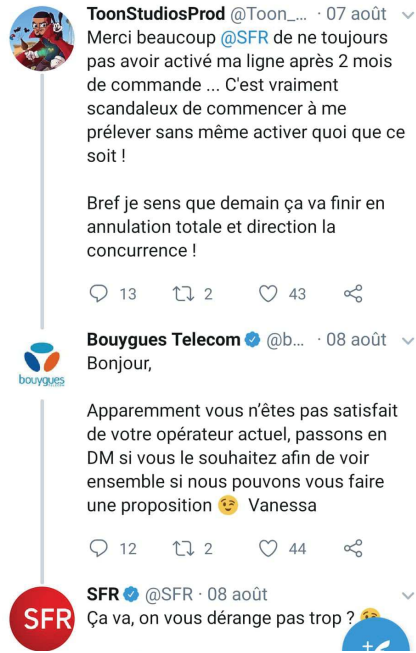 ToonStudiosProd @Toon_... · 07 août
Merci beaucoup @SFR de ne toujours
pas avoir activé ma ligne après 2 mois
de commande ... C'est vraiment
scandaleux de commencer à me
prélever sans même activer quoi que ce
soit !
Bref je sens que demain ça va finir en
annulation totale et direction la
concurrence !
13 2 43
Bouygues Telecom @b... · 08 août
bouygues
Bonjour,
Apparemment vous n'êtes pas satisfait
de votre opérateur actuel, passons en
DM si vous le souhaitez afin de voir
ensemble si nous pouvons vous faire
une proposition 😉 Vanessa
12 2 44
SFR @SFR · 08 août
SFR
Ça va, on vous dérange pas trop ? 😉